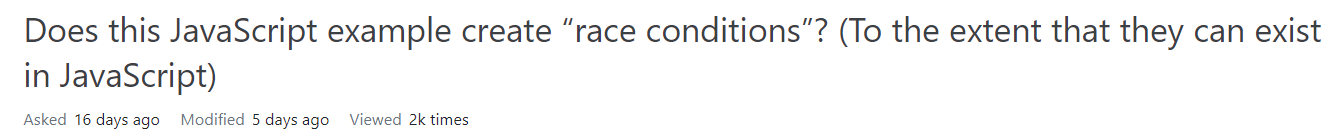 Does this JavaScript example create “race conditions”? (To the extent that they can exist
in JavaScript)
Asked 16 days ago Modified 5 days ago Viewed 2k times